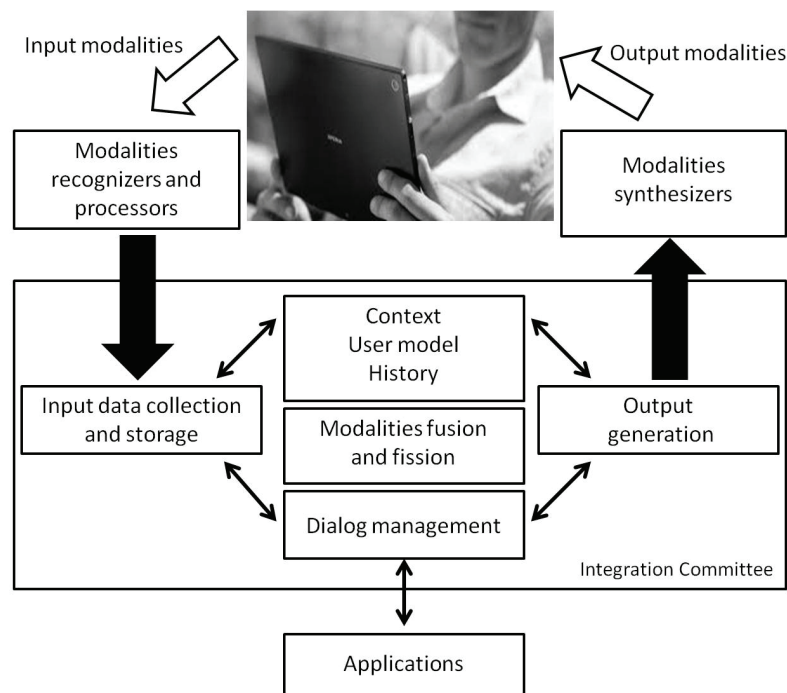 Input modalities
Output modalities
Modalities
recognizers and
processors
Modalities
synthesizers
Context
User model
History
Input data collection
and storage
Modalities fusion
and fission
Output
generation
Dialog management
Integration Committee
Applications